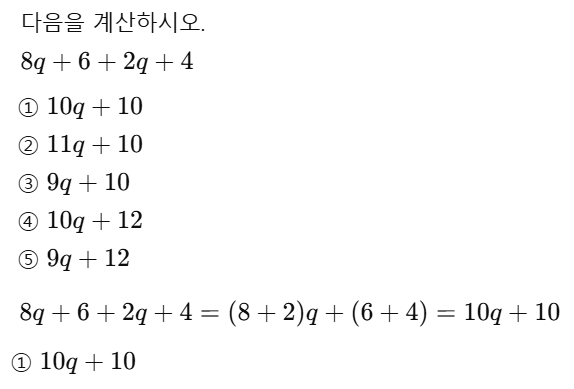 다음을 계산하시오.
8q + 6 + 2q + 4
① 10q + 10
② 11q + 10
③ 9q + 10
④ 10q + 12
⑤ 9q + 12
8q + 6 + 2q + 4 = (8 + 2)q + (6 + 4) = 10q + 10
① 10q + 10